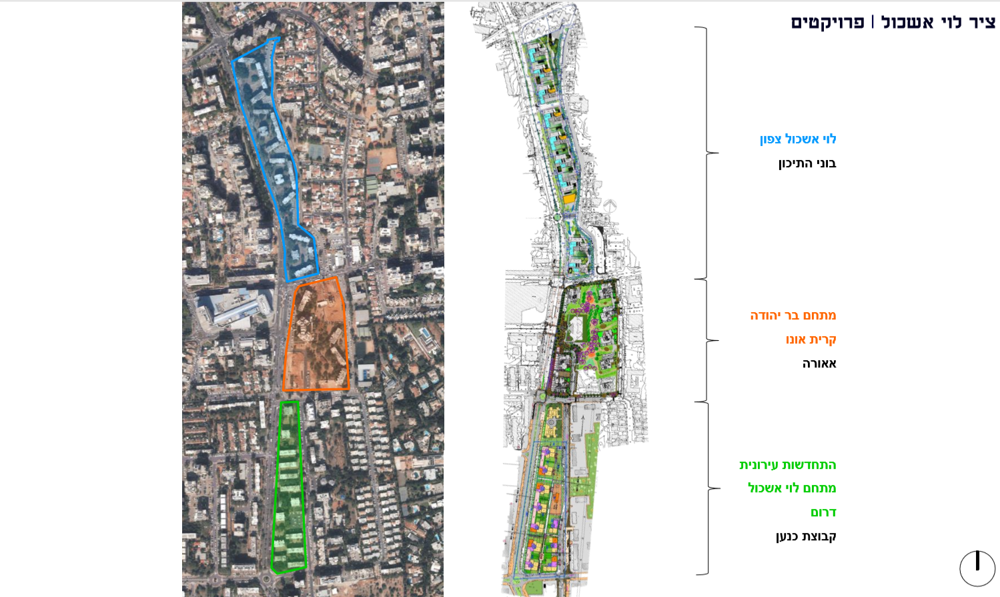 ציר לוי אשכול | פרויקטים
לוי אשכול צפון
בוני התיכון
מתחם בר יהודה
קרית אונו
אאורה
התחדשות עירונית
מתחם לוי אשכול
דרום
קבוצת כנען